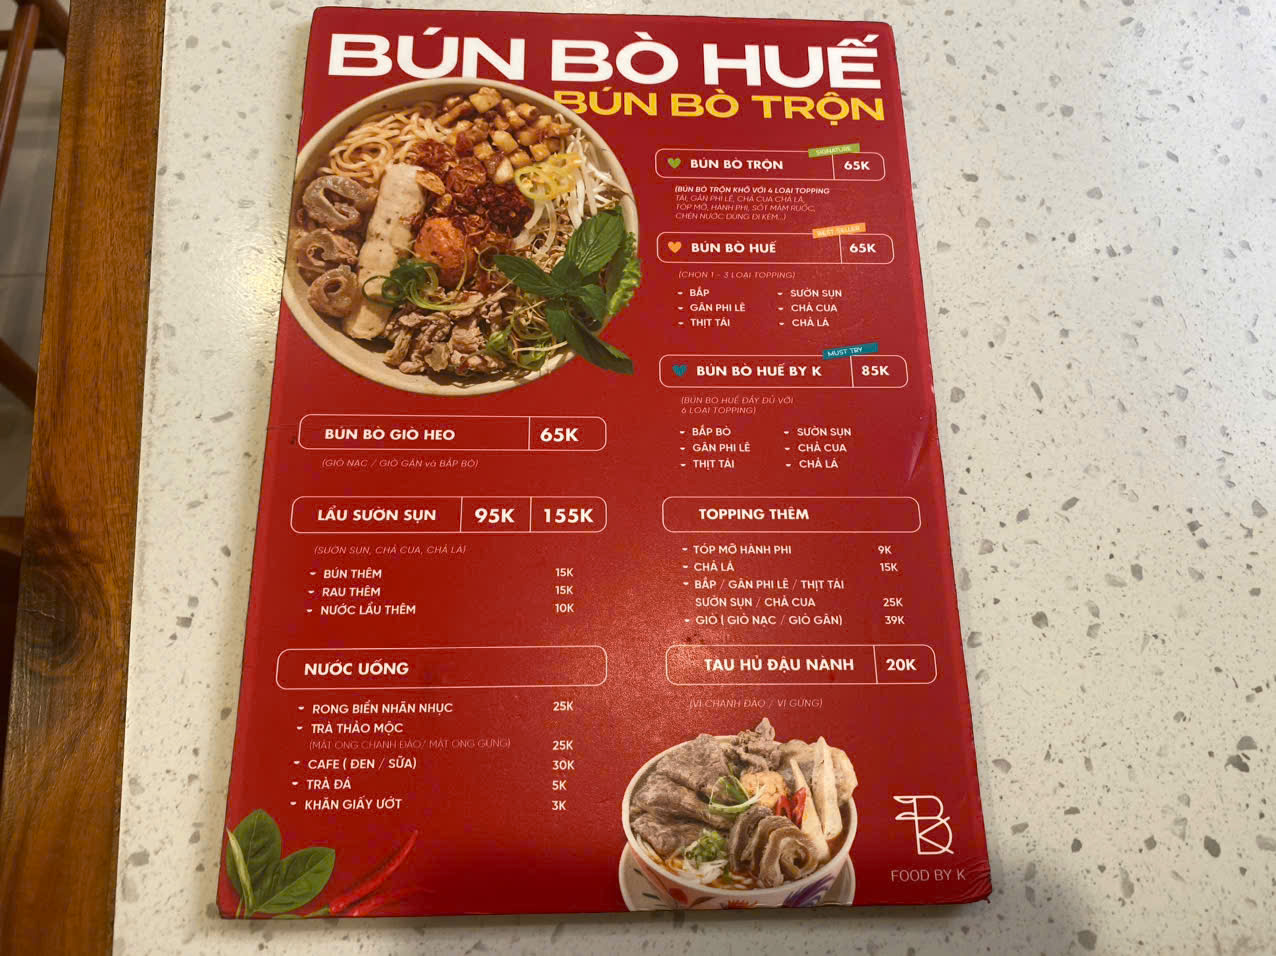 BÚN BÒ HUẾ
BÚN BÒ TRỘN
SIGNATURE
BÚN BÒ TRỘN 65K
(BÚN BÒ TRỘN KHÔ VỚI 4 LOẠI TOPPING
TÁI, GÂN PHI LÊ, CHẢ CUA CHẢ LÁ,
TÓP MỠ, HÀNH PHI, SỐT MẮM RUỐC,
CHÉN NƯỚC DÙNG ĐI KÈM...)
BEST SELLER
BÚN BÒ HUẾ 65K
(CHỌN 1 - 3 LOẠI TOPPING)
- BẮP - SƯỜN SỤN
- GÂN PHI LÊ - CHẢ CUA
- THỊT TÁI - CHẢ LÁ
MUST TRY
BÚN BÒ HUẾ BY K 85K
(BÚN BÒ HUẾ ĐẦY ĐỦ VỚI
6 LOẠI TOPPING)
- BẮP BÒ - SƯỜN SỤN
- GÂN PHI LÊ - CHẢ CUA
- THỊT TÁI - CHẢ LÁ
BÚN BÒ GIÒ HEO 65K
(GIÒ NẠC / GIÒ GÂN và BẮP BÒ)
LẨU SƯỜN SỤN 95K 155K
(SƯỜN SỤN, CHẢ CUA, CHẢ LÁ)
- BÚN THÊM 15K
- RAU THÊM 15K
- NƯỚC LẨU THÊM 10K
TOPPING THÊM
- TÓP MỠ HÀNH PHI 9K
- CHẢ LÁ 15K
- BẮP / GÂN PHI LÊ / THỊT TÁI
SƯỜN SỤN / CHẢ CUA 25K
- GIÒ ( GIÒ NẠC / GIÒ GÂN) 39K
NƯỚC UỐNG
- RONG BIỂN NHÃN NHỤC 25K
- TRÀ THẢO MỘC
(MẬT ONG CHANH ĐÀO/ MẬT ONG GỪNG) 25K
- CAFE ( ĐEN / SỮA) 30K
- TRÀ ĐÁ 5K
- KHĂN GIẤY ƯỚT 3K
TÀU HỦ ĐẬU NÀNH 20K
(VỊ CHANH ĐÀO / VỊ GỪNG)
BK
FOOD BY K